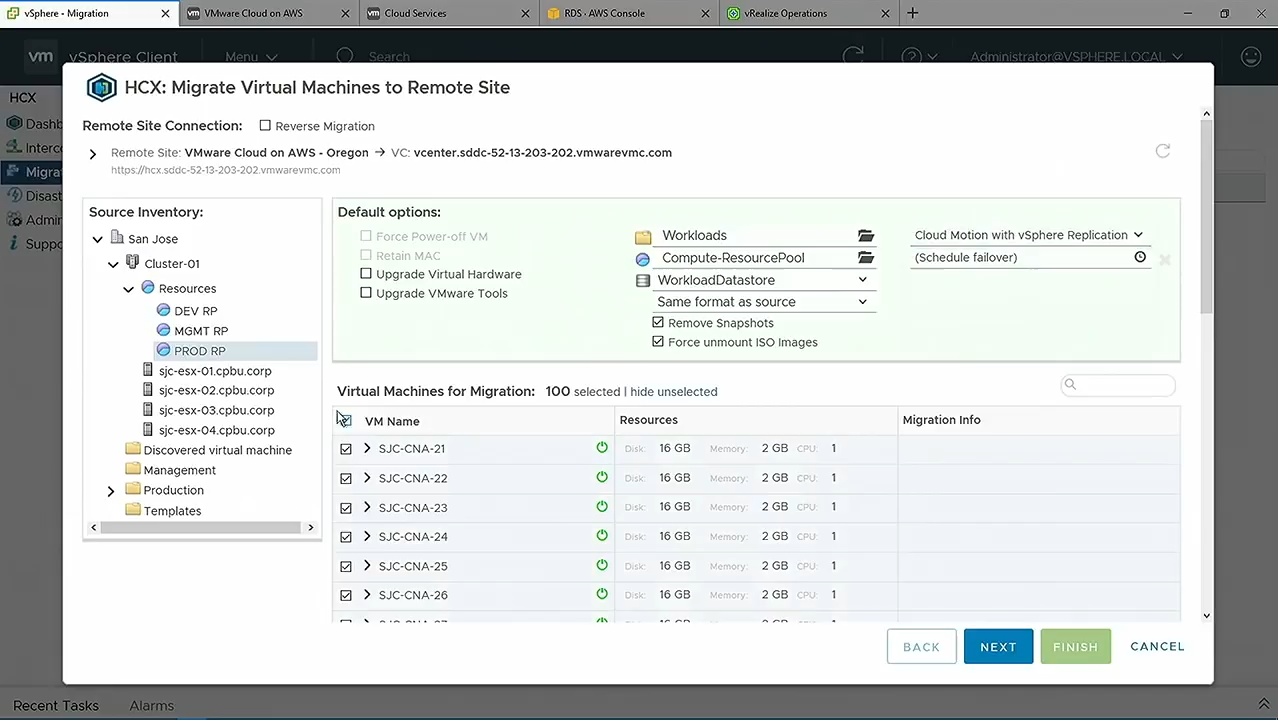 vSphere - Migration
VMware Cloud on AWS
Cloud Services
RDS - AWS Console
vRealize Operations
vm vSphere Client Menu Search Administrator@VSPHERE.LOCAL
HCX
HCX: Migrate Virtual Machines to Remote Site
Remote Site Connection: Reverse Migration
Remote Site: VMware Cloud on AWS - Oregon → VC: vcenter.sddc-52-13-203-202.vmwarevmc.com
https://hcx.sddc-52-13-203-202.vmwarevmc.com
Dashb
Interco
Migra
Disast
Admin
Suppo
Source Inventory:
San Jose
Cluster-01
Resources
DEV RP
MGMT RP
PROD RP
sjc-esx-01.cpbu.corp
sjc-esx-02.cpbu.corp
sjc-esx-03.cpbu.corp
sjc-esx-04.cpbu.corp
Discovered virtual machine
Management
Production
Templates
Default options:
Force Power-off VM
Retain MAC
Upgrade Virtual Hardware
Upgrade VMware Tools
Workloads
Compute-ResourcePool
WorkloadDatastore
Same format as source
Remove Snapshots
Force unmount ISO Images
Cloud Motion with vSphere Replication
(Schedule failover)
Virtual Machines for Migration: 100 selected | hide unselected
VM Name Resources Migration Info
SJC-CNA-21 Disk: 16 GB Memory: 2 GB CPU: 1
SJC-CNA-22 Disk: 16 GB Memory: 2 GB CPU: 1
SJC-CNA-23 Disk: 16 GB Memory: 2 GB CPU: 1
SJC-CNA-24 Disk: 16 GB Memory: 2 GB CPU: 1
SJC-CNA-25 Disk: 16 GB Memory: 2 GB CPU: 1
SJC-CNA-26 Disk: 16 GB Memory: 2 GB CPU: 1
BACK NEXT FINISH CANCEL
Recent Tasks Alarms